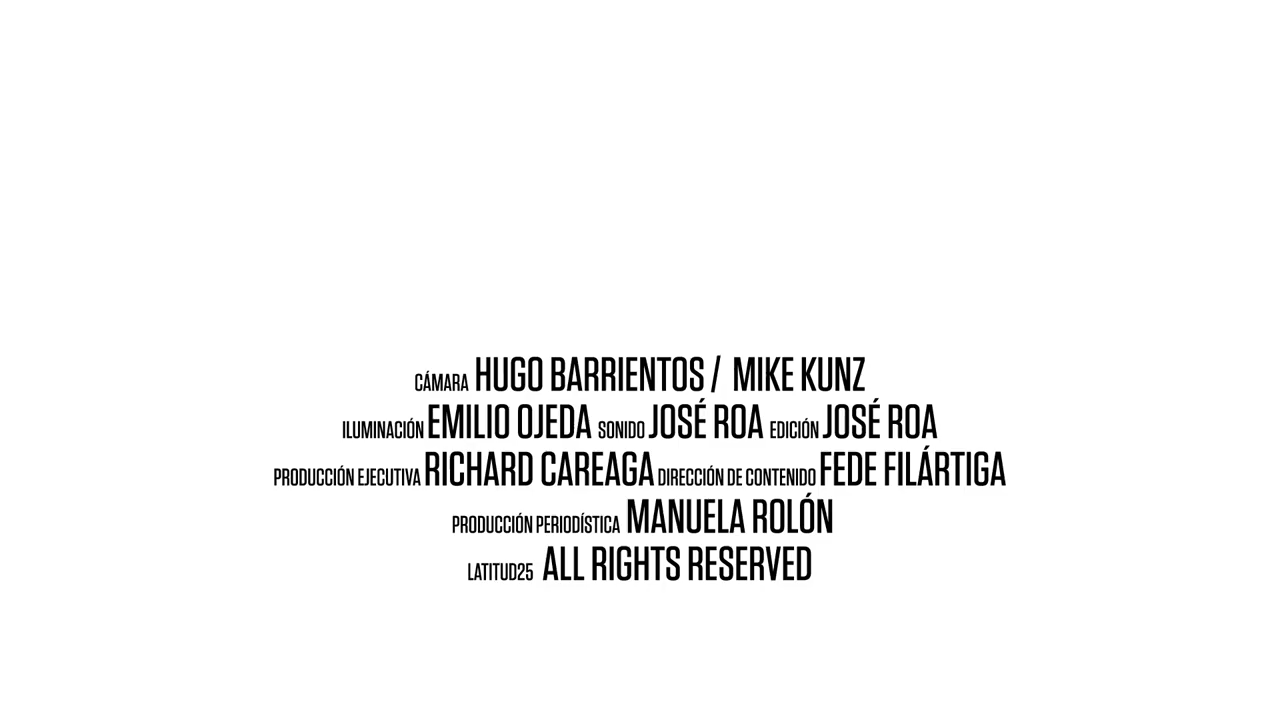 CÁMARA HUGO BARRIENTOS / MIKE KUNZ
ILUMINACIÓN EMILIO OJEDA SONIDO JOSÉ ROA EDICIÓN JOSÉ ROA
PRODUCCIÓN EJECUTIVA RICHARD CAREAGA DIRECCIÓN DE CONTENIDO FEDE FILÁRTIGA
PRODUCCIÓN PERIODÍSTICA MANUELA ROLÓN
LATITUD25 ALL RIGHTS RESERVED